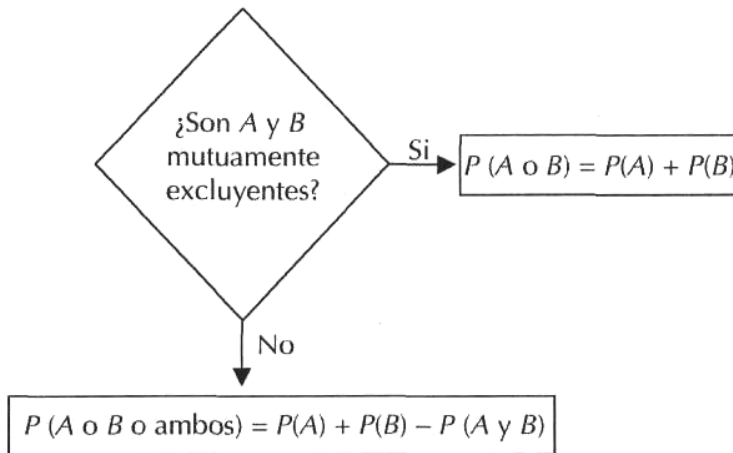 ¿Son A y B
mutuamente
excluyentes?
Si
P (A o B) = P(A) + P(B)
No
P (A o B o ambos) = P(A) + P(B) – P (A y B)